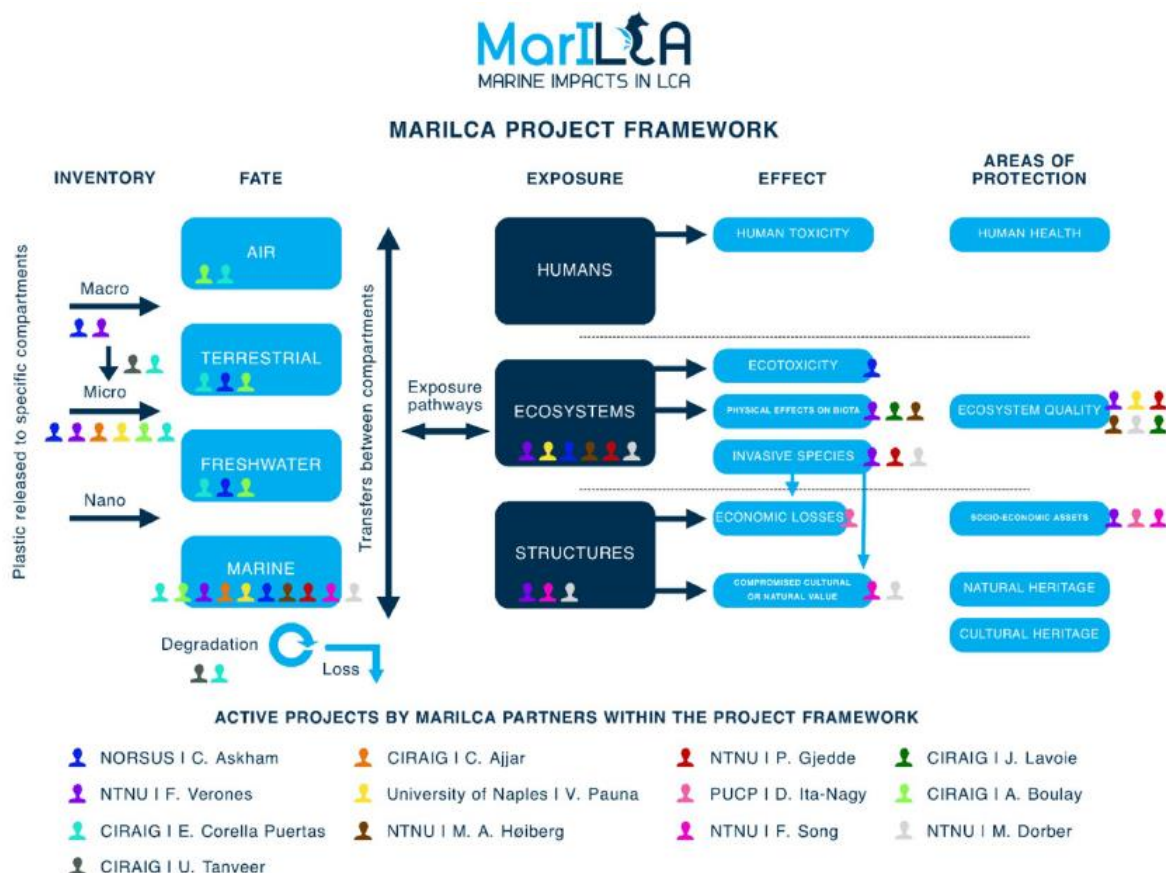 MarILCA
MARINE IMPACTS IN LCA
MARILCA PROJECT FRAMEWORK
INVENTORY
FATE
EXPOSURE
EFFECT
AREAS OF
PROTECTION
Plastic released to specific compartments
Macro
Micro
Nano
AIR
TERRESTRIAL
FRESHWATER
MARINE
Degradation
Loss
Transfers between compartments
Exposure
pathways
HUMANS
ECOSYSTEMS
STRUCTURES
HUMAN TOXICITY
ECOTOXICITY
PHYSICAL EFFECTS ON BIOTA
INVASIVE SPECIES
ECONOMIC LOSSES
COMPROMISED CULTURAL
OR NATURAL VALUE
HUMAN HEALTH
ECOSYSTEM QUALITY
SOCIO-ECONOMIC ASSETS
NATURAL HERITAGE
CULTURAL HERITAGE
ACTIVE PROJECTS BY MARILCA PARTNERS WITHIN THE PROJECT FRAMEWORK
NORSUS I C. Askham
NTNU I F. Verones
CIRAIG I E. Corella Puertas
CIRAIG I U. Tanveer
CIRAIG I C. Ajjar
University of Naples I V. Pauna
NTNU I M. A. Høiberg
NTNU I P. Gjedde
PUCP I D. Ita-Nagy
NTNU I F. Song
CIRAIG I J. Lavoie
CIRAIG I A. Boulay
NTNU I M. Dorber